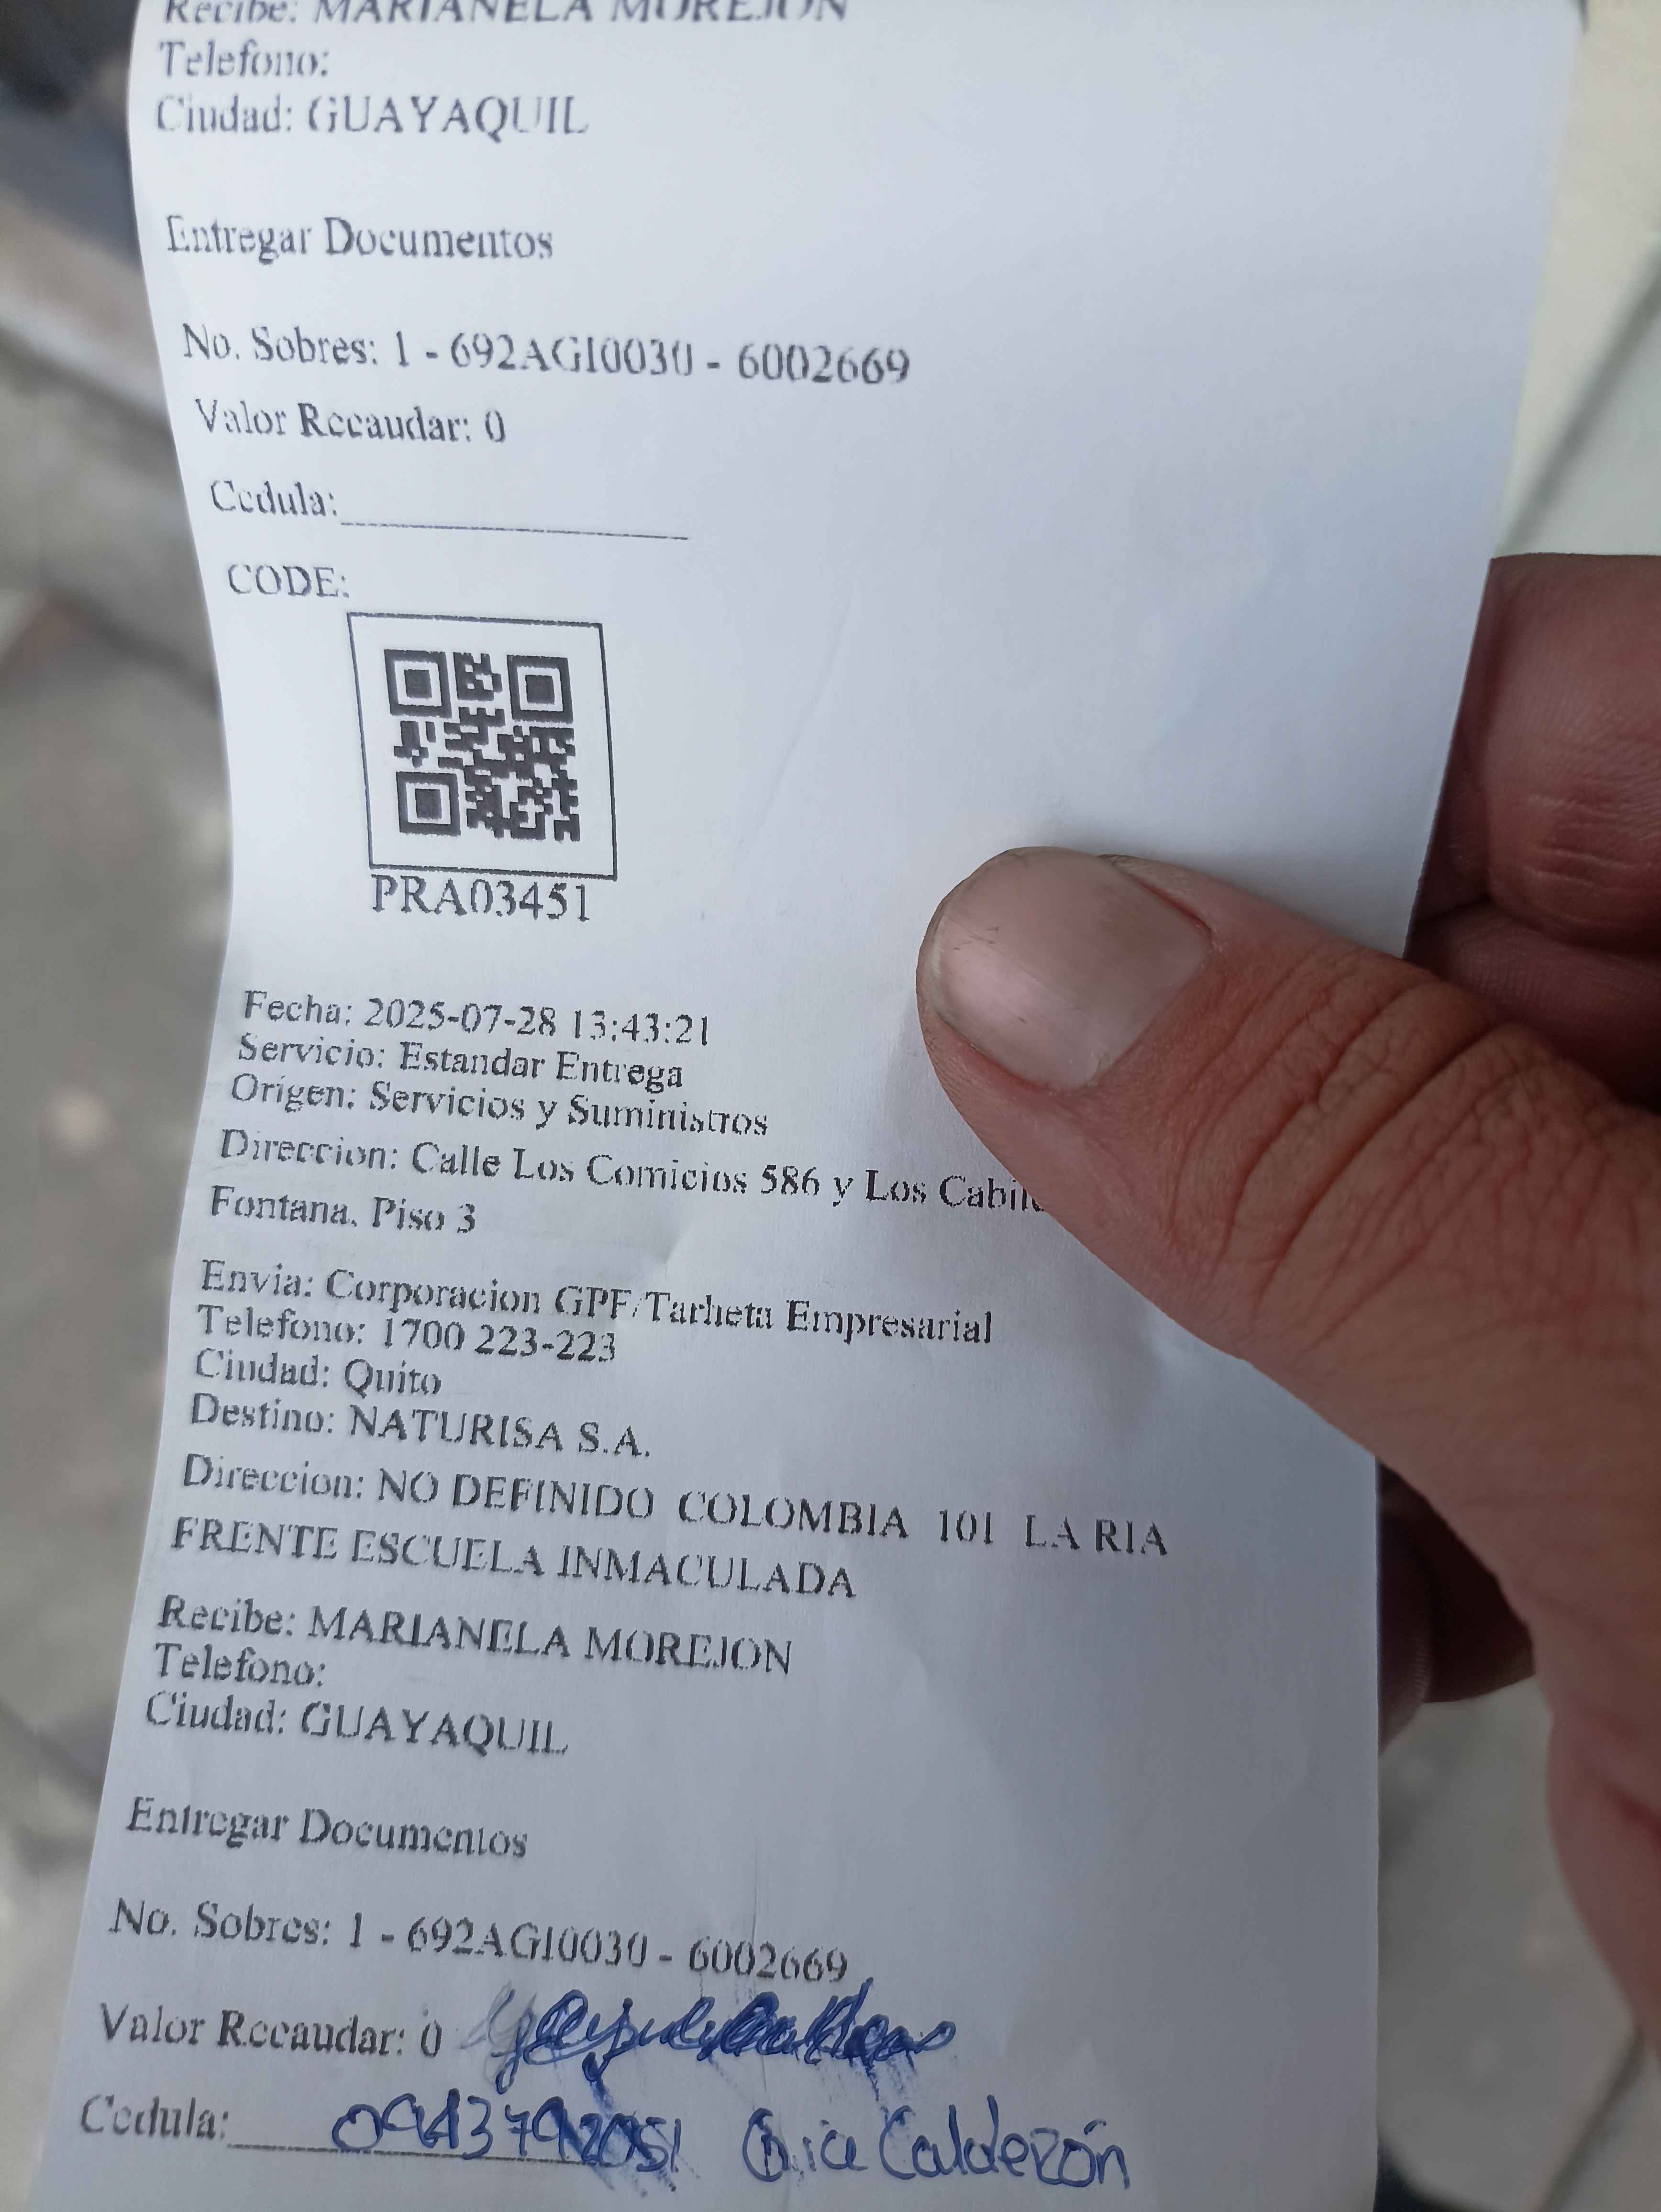 Recibe: MARIANELA MOREJON
Telefono:
Ciudad: GUAYAQUIL
Entregar Documentos
No. Sobres: 1 - 692AGI0030 - 6002669
Valor Recaudar: 0
Cedula:
CODE:
PRA03451
Fecha: 2025-07-28 13:43:21
Servicio: Estandar Entrega
Origen: Servicios y Suministros
Direccion: Calle Los Comicios 586 y Los
Fontana. Piso 3
Envia: Corporacion GPF/Tarheta Empresarial
Telefono: 1700 223-223
Ciudad: Quito
Destino: NATURISA S.A.
Direccion: NO DEFINIDO COLOMBIA 101 LA RIA
FRENTE ESCUELA INMACULADA
Recibe: MARIANELA MOREJON
Telefono:
Ciudad: GUAYAQUIL
Entregar Documentos
No. Sobres: 1 - 692AGI0030 - 6002669
Valor Recaudar: 0
Cedula: Calderón